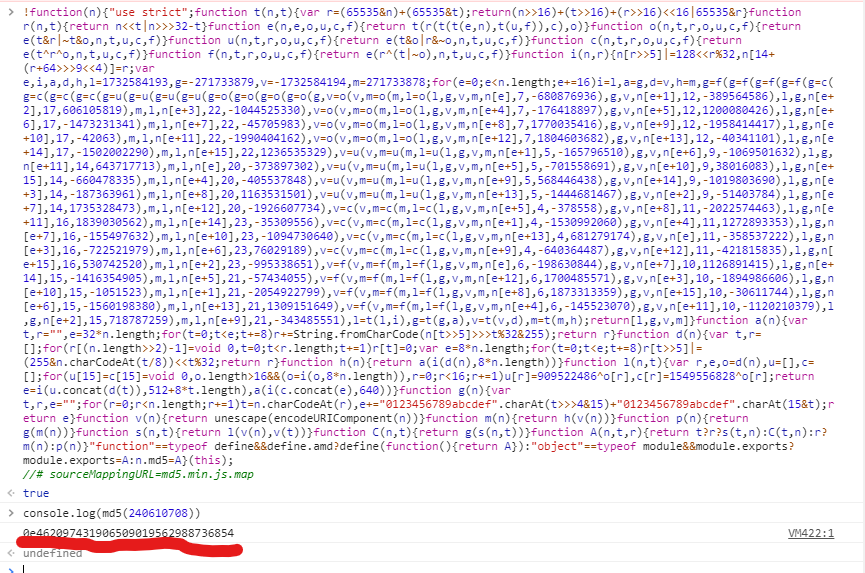 !function(n){"use strict";function t(n,t){var r=(65535&n)+(65535&t);return(n>>16)+(t>>16)+(r>>16)<<16|65535&r}function
r(n,t){return n<<t|n>>>32-t}function e(n,e,o,u,c,f){return t(r(t(t(e,n),t(u,f)),c),o)}function o(n,t,r,o,u,c,f){return
e(t&r|~t&o,n,t,u,c,f)}function u(n,t,r,o,u,c,f){return e(t&o|r&~o,n,t,u,c,f)}function c(n,t,r,o,u,c,f){return
e(t^r^o,n,t,u,c,f)}function f(n,t,r,o,u,c,f){return e(r^(t|~o),n,t,u,c,f)}function i(n,r){n[r>>5]|=128<<r%32,n[14+
(r+64>>>9<<4)]=r;var
e,i,a,d,h,l=1732584193,g=-271733879,v=-1732584194,m=271733878;for(e=0;e<n.length;e+=16)i=l,a=g,d=v,h=m,g=f(g=f(g=f(g=f(g=c(
g=c(g=c(g=c(g=u(g=u(g=u(g=u(g=o(g=o(g=o(g=o(g,v=o(v,m=o(m,l=o(l,g,v,m,n[e],7,-680876936),g,v,n[e+1],12,-389564586),l,g,n[e+
2],17,606105819),m,l,n[e+3],22,-1044525330),v=o(v,m=o(m,l=o(l,g,v,m,n[e+4],7,-176418897),g,v,n[e+5],12,1200080426),l,g,n[e+
6],17,-1473231341),m,l,n[e+7],22,-45705983),v=o(v,m=o(m,l=o(l,g,v,m,n[e+8],7,1770035416),g,v,n[e+9],12,-1958414417),l,g,n[e
+10],17,-42063),m,l,n[e+11],22,-1990404162),v=o(v,m=o(m,l=o(l,g,v,m,n[e+12],7,1804603682),g,v,n[e+13],12,-40341101),l,g,n[e
+14],17,-1502002290),m,l,n[e+15],22,1236535329),v=u(v,m=u(m,l=u(l,g,v,m,n[e+1],5,-165796510),g,v,n[e+6],9,-1069501632),l,g,
n[e+11],14,643717713),m,l,n[e],20,-373897302),v=u(v,m=u(m,l=u(l,g,v,m,n[e+5],5,-701558691),g,v,n[e+10],9,38016083),l,g,n[e+
15],14,-660478335),m,l,n[e+4],20,-405537848),v=u(v,m=u(m,l=u(l,g,v,m,n[e+9],5,568446438),g,v,n[e+14],9,-1019803690),l,g,n[e
+3],14,-187363961),m,l,n[e+8],20,1163531501),v=u(v,m=u(m,l=u(l,g,v,m,n[e+13],5,-1444681467),g,v,n[e+2],9,-51403784),l,g,n[e
+7],14,1735328473),m,l,n[e+12],20,-1926607734),v=c(v,m=c(m,l=c(l,g,v,m,n[e+5],4,-378558),g,v,n[e+8],11,-2022574463),l,g,n[e
+11],16,1839030562),m,l,n[e+14],23,-35309556),v=c(v,m=c(m,l=c(l,g,v,m,n[e+1],4,-1530992060),g,v,n[e+4],11,1272893353),l,g,n
[e+7],16,-155497632),m,l,n[e+10],23,-1094730640),v=c(v,m=c(m,l=c(l,g,v,m,n[e+13],4,681279174),g,v,n[e],11,-358537222),l,g,n
[e+3],16,-722521979),m,l,n[e+6],23,76029189),v=c(v,m=c(m,l=c(l,g,v,m,n[e+9],4,-640364487),g,v,n[e+12],11,-421815835),l,g,n[
e+15],16,530742520),m,l,n[e+2],23,-995338651),v=f(v,m=f(m,l=f(l,g,v,m,n[e],6,-198630844),g,v,n[e+7],10,1126891415),l,g,n[e+
14],15,-1416354905),m,l,n[e+5],21,-57434055),v=f(v,m=f(m,l=f(l,g,v,m,n[e+12],6,1700485571),g,v,n[e+3],10,-1894986606),l,g,n
[e+10],15,-1051523),m,l,n[e+1],21,-2054922799),v=f(v,m=f(m,l=f(l,g,v,m,n[e+8],6,1873313359),g,v,n[e+15],10,-30611744),l,g,n
[e+6],15,-1560198380),m,l,n[e+13],21,1309151649),v=f(v,m=f(m,l=f(l,g,v,m,n[e+4],6,-145523070),g,v,n[e+11],10,-1120210379),l
,g,n[e+2],15,718787259),m,l,n[e+9],21,-343485551),l=t(l,i),g=t(g,a),v=t(v,d),m=t(m,h);return[l,g,v,m]}function a(n){var
t,r="",e=32*n.length;for(t=0;t<e;t+=8)r+=String.fromCharCode(n[t>>5]>>>t%32&255);return r}function d(n){var t,r=
[];for(r[(n.length>>2)-1]=void 0,t=0;t<r.length;t+=1)r[t]=0;var e=8*n.length;for(t=0;t<e;t+=8)r[t>>5]|=
(255&n.charCodeAt(t/8))<<t%32;return r}function h(n){return a(i(d(n),8*n.length))}function l(n,t){var r,e,o=d(n),u=[],c=
[];for(u[15]=c[15]=void 0,o.length>16&&(o=i(o,8*n.length)),r=0;r<16;r+=1)u[r]=909522486^o[r],c[r]=1549556828^o[r];return
e=i(u.concat(d(t)),512+8*t.length),a(i(c.concat(e),640))}function g(n){var
t,r,e="";for(r=0;r<n.length;r+=1)t=n.charCodeAt(r),e+="0123456789abcdef".charAt(t>>>4&15)+"0123456789abcdef".charAt(15&t);r
eturn e}function v(n){return unescape(encodeURIComponent(n))}function m(n){return h(v(n))}function p(n){return
g(m(n))}function s(n,t){return l(v(n),v(t))}function C(n,t){return g(s(n,t))}function A(n,t,r){return t?r?s(t,n):C(t,n):r?
m(n):p(n)}"function"==typeof define&&define.amd?define(function(){return A}):"object"==typeof module&&module.exports?
module.exports=A:n.md5=A}(this);
//# sourceMappingURL=md5.min.js.map
true
console.log(md5(240610708))
0e462097431906509019562988736854 VM422:1
undefined